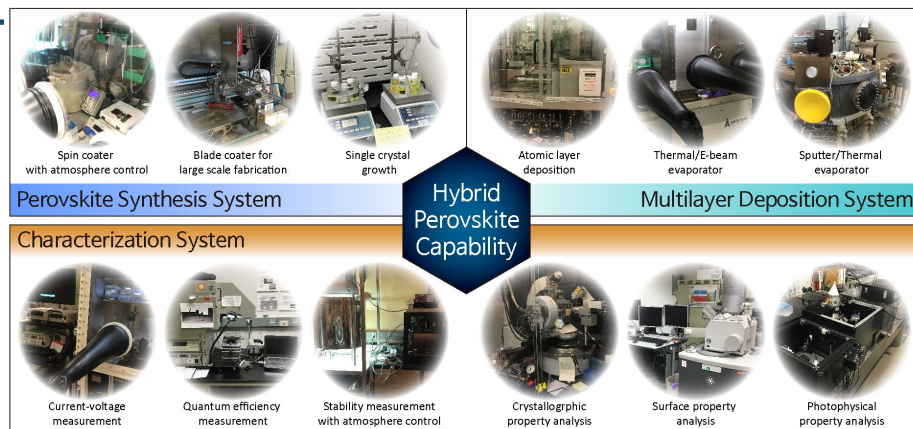 Spin coater
with atmosphere control
Blade coater for
large scale fabrication
Single crystal
growth
Atomic layer
deposition
Thermal/E-beam
evaporator
Sputter/Thermal
evaporator
Perovskite Synthesis System
Hybrid
Perovskite
Capability
Multilayer Deposition System
Characterization System
Current-voltage
measurement
Quantum efficiency
measurement
Stability measurement
with atmosphere control
Crystallogrphic
property analysis
Surface property
analysis
Photophysical
property analysis